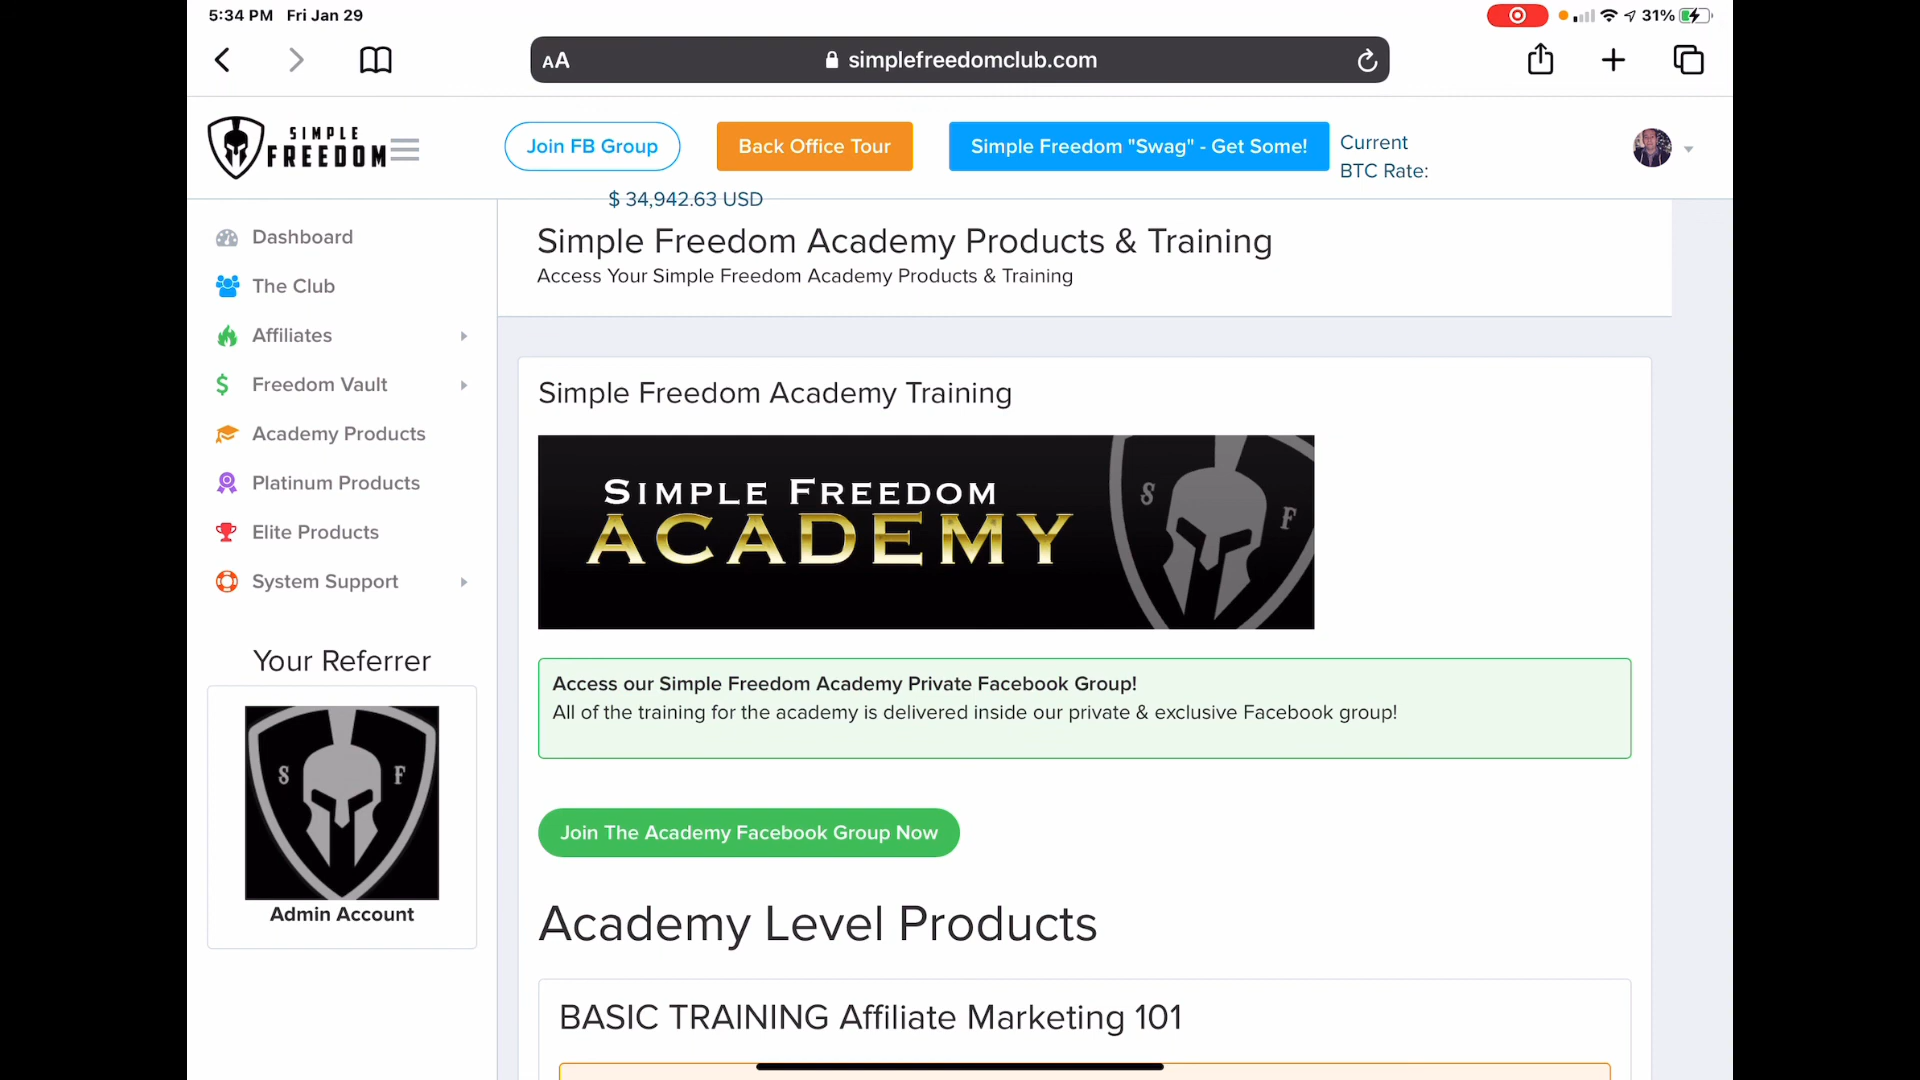 5:34 PM Fri Jan 29
31%
AA
simplefreedomclub.com
SIMPLE
FREEDOM
Join FB Group
Back Office Tour
Simple Freedom "Swag" - Get Some!
Current
BTC Rate:
$ 34,942.63 USD
Dashboard
The Club
Affiliates
Freedom Vault
Academy Products
Platinum Products
Elite Products
System Support
Your Referrer
S F
Admin Account
Simple Freedom Academy Products & Training
Access Your Simple Freedom Academy Products & Training
Simple Freedom Academy Training
SIMPLE FREEDOM
ACADEMY
S F
Access our Simple Freedom Academy Private Facebook Group!
All of the training for the academy is delivered inside our private & exclusive Facebook group!
Join The Academy Facebook Group Now
Academy Level Products
BASIC TRAINING Affiliate Marketing 101